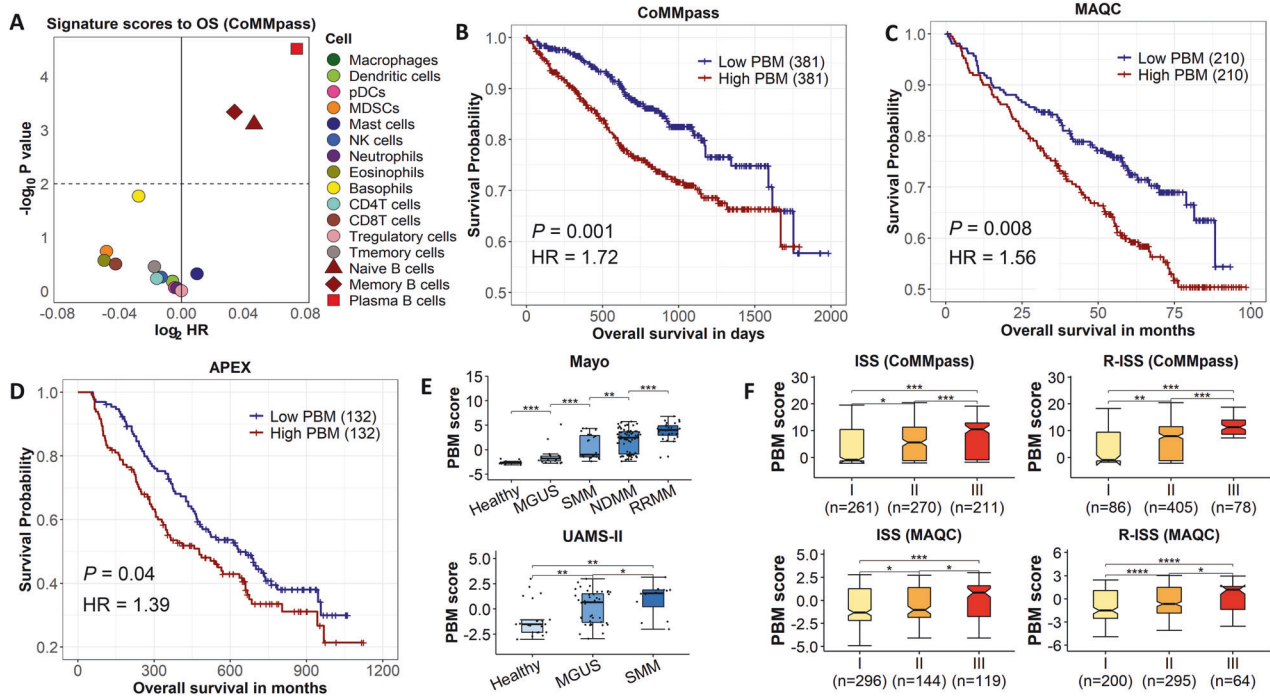 A
Signature scores to OS (CoMMpass)
-log10 P value
4
3
2
1
0
-0.08
-0.04
0.00
0.04
0.08
log2 HR
Cell
Macrophages
Dendritic cells
pDCs
MDSCs
Mast cells
NK cells
Neutrophils
Eosinophils
Basophils
CD4T cells
CD8T cells
Tregulatory cells
Tmemory cells
Naive B cells
Memory B cells
Plasma B cells
B
CoMMpass
Survival Probability
1.0
0.9
0.8
0.7
0.6
0.5
Low PBM (381)
High PBM (381)
P = 0.001
HR = 1.72
0
500
1000
1500
2000
Overall survival in days
C
MAQC
Survival Probability
1.0
0.9
0.8
0.7
0.6
0.5
Low PBM (210)
High PBM (210)
P = 0.008
HR = 1.56
0
25
50
75
100
Overall survival in months
D
APEX
Survival Probability
1.0
0.8
0.6
0.4
0.2
Low PBM (132)
High PBM (132)
P = 0.04
HR = 1.39
0
300
600
900
1200
Overall survival in months
E
Mayo
PBM score
15
10
5
0
-5
***
***
**
***
Healthy
MGUS
SMM
NDMM
RRMM
UAMS-II
PBM score
5.0
2.5
0.0
-2.5
**
**
*
Healthy
MGUS
SMM
F
ISS (CoMMpass)
PBM score
30
20
10
0
***
*
***
I
II
III
(n=261)
(n=270)
(n=211)
R-ISS (CoMMpass)
PBM score
30
20
10
0
***
**
***
I
II
III
(n=86)
(n=405)
(n=78)
ISS (MAQC)
PBM score
5.0
2.5
0.0
-2.5
-5.0
***
*
*
I
II
III
(n=296)
(n=144)
(n=119)
R-ISS (MAQC)
PBM score
6
3
0
-3
-6
****
****
*
I
II
III
(n=200)
(n=295)
(n=64)